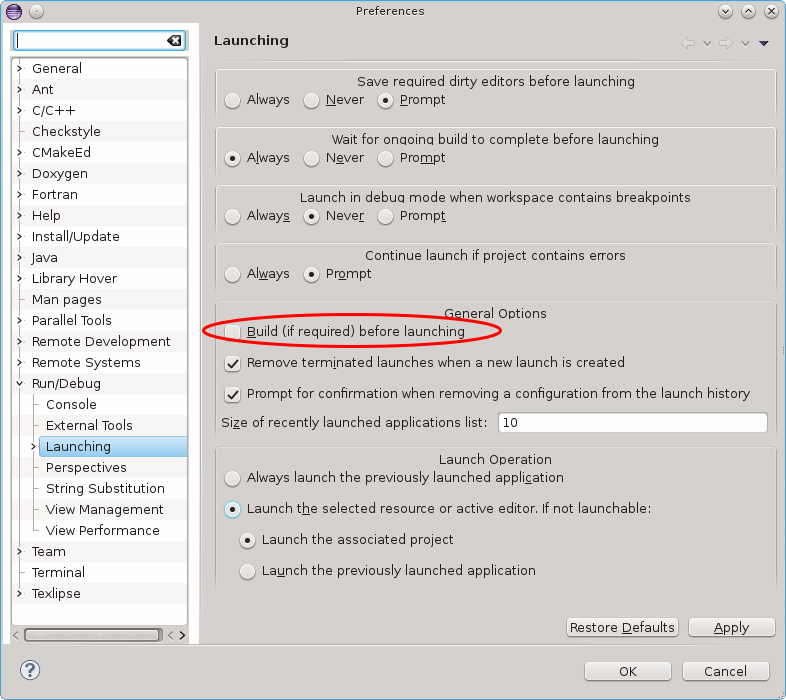 Preferences
Launching
General
Ant
C/C++
Checkstyle
CMakeEd
Doxygen
Fortran
Help
Install/Update
Java
Library Hover
Man pages
Parallel Tools
Remote Development
Remote Systems
Run/Debug
Console
External Tools
Launching
Perspectives
String Substitution
View Management
View Performance
Team
Terminal
Texlipse
Save required dirty editors before launching
Always Never Prompt
Wait for ongoing build to complete before launching
Always Never Prompt
Launch in debug mode when workspace contains breakpoints
Always Never Prompt
Continue launch if project contains errors
Always Prompt
General Options
Build (if required) before launching
Remove terminated launches when a new launch is created
Prompt for confirmation when removing a configuration from the launch history
Size of recently launched applications list: 10
Launch Operation
Always launch the previously launched application
Launch the selected resource or active editor. If not launchable:
Launch the associated project
Launch the previously launched application
Restore Defaults Apply
? OK Cancel